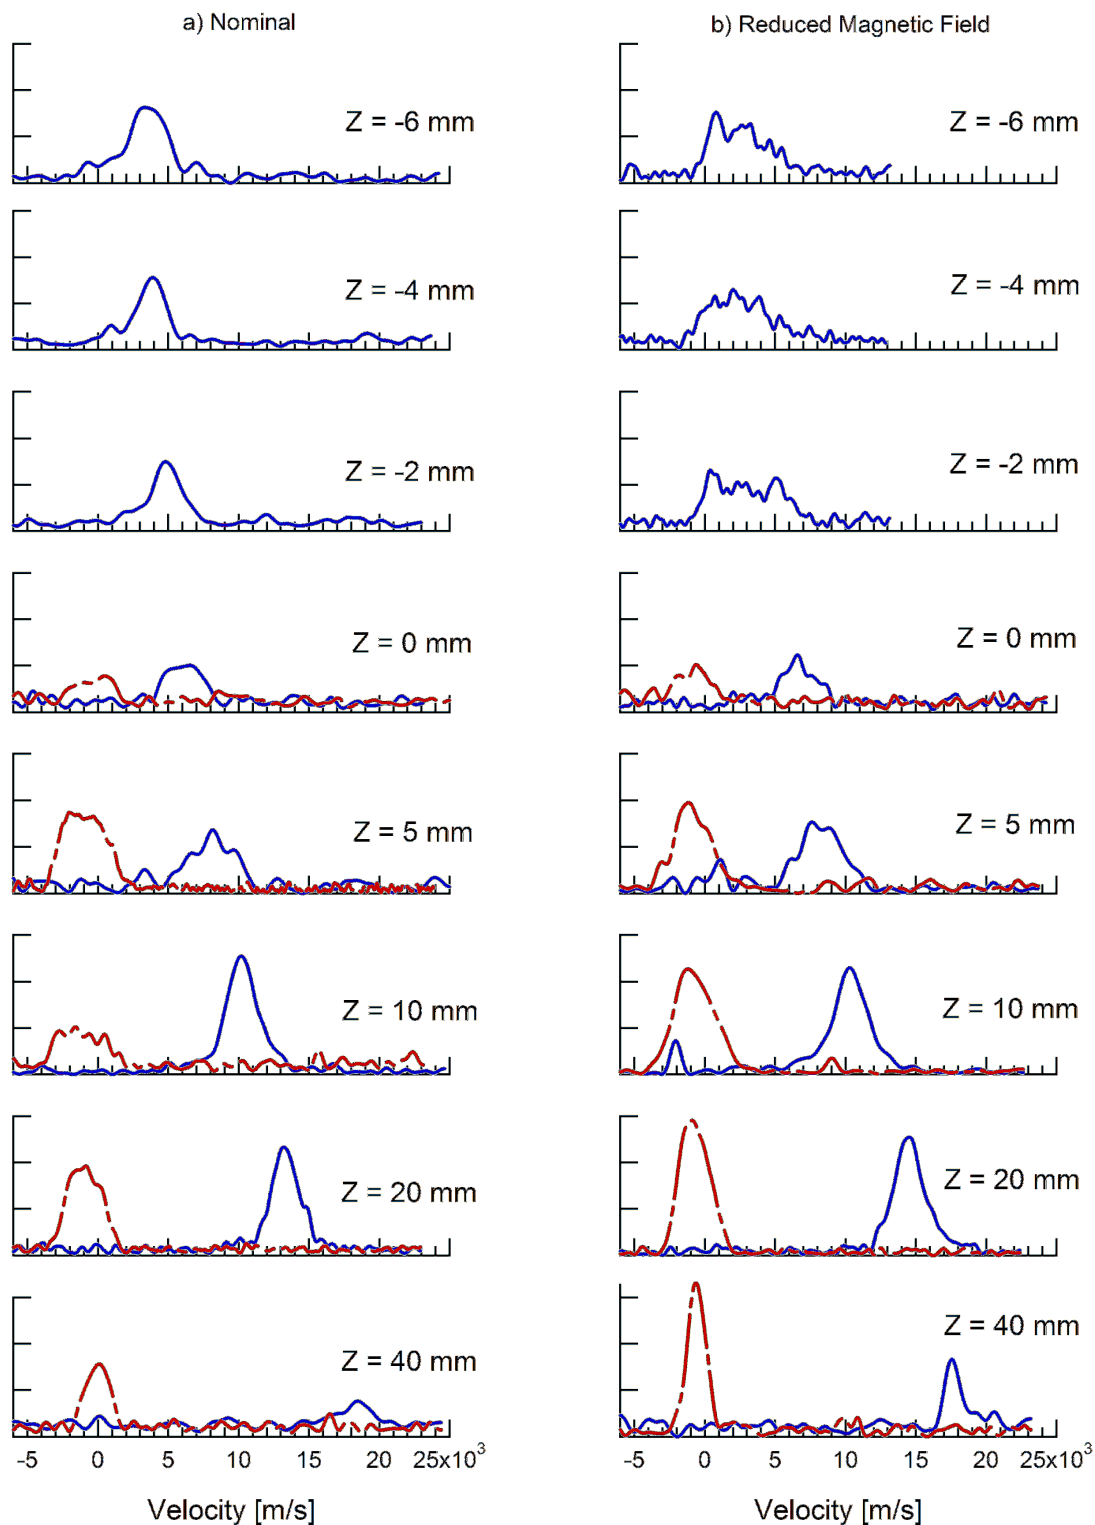 a) Nominal
b) Reduced Magnetic Field
Z = -6 mm
Z = -6 mm
Z = -4 mm
Z = -4 mm
Z = -2 mm
Z = -2 mm
Z = 0 mm
Z = 0 mm
Z = 5 mm
Z = 5 mm
Z = 10 mm
Z = 10 mm
Z = 20 mm
Z = 20 mm
Z = 40 mm
Z = 40 mm
-5 0 5 10 15 20 25x10³
-5 0 5 10 15 20 25x10³
Velocity [m/s]
Velocity [m/s]